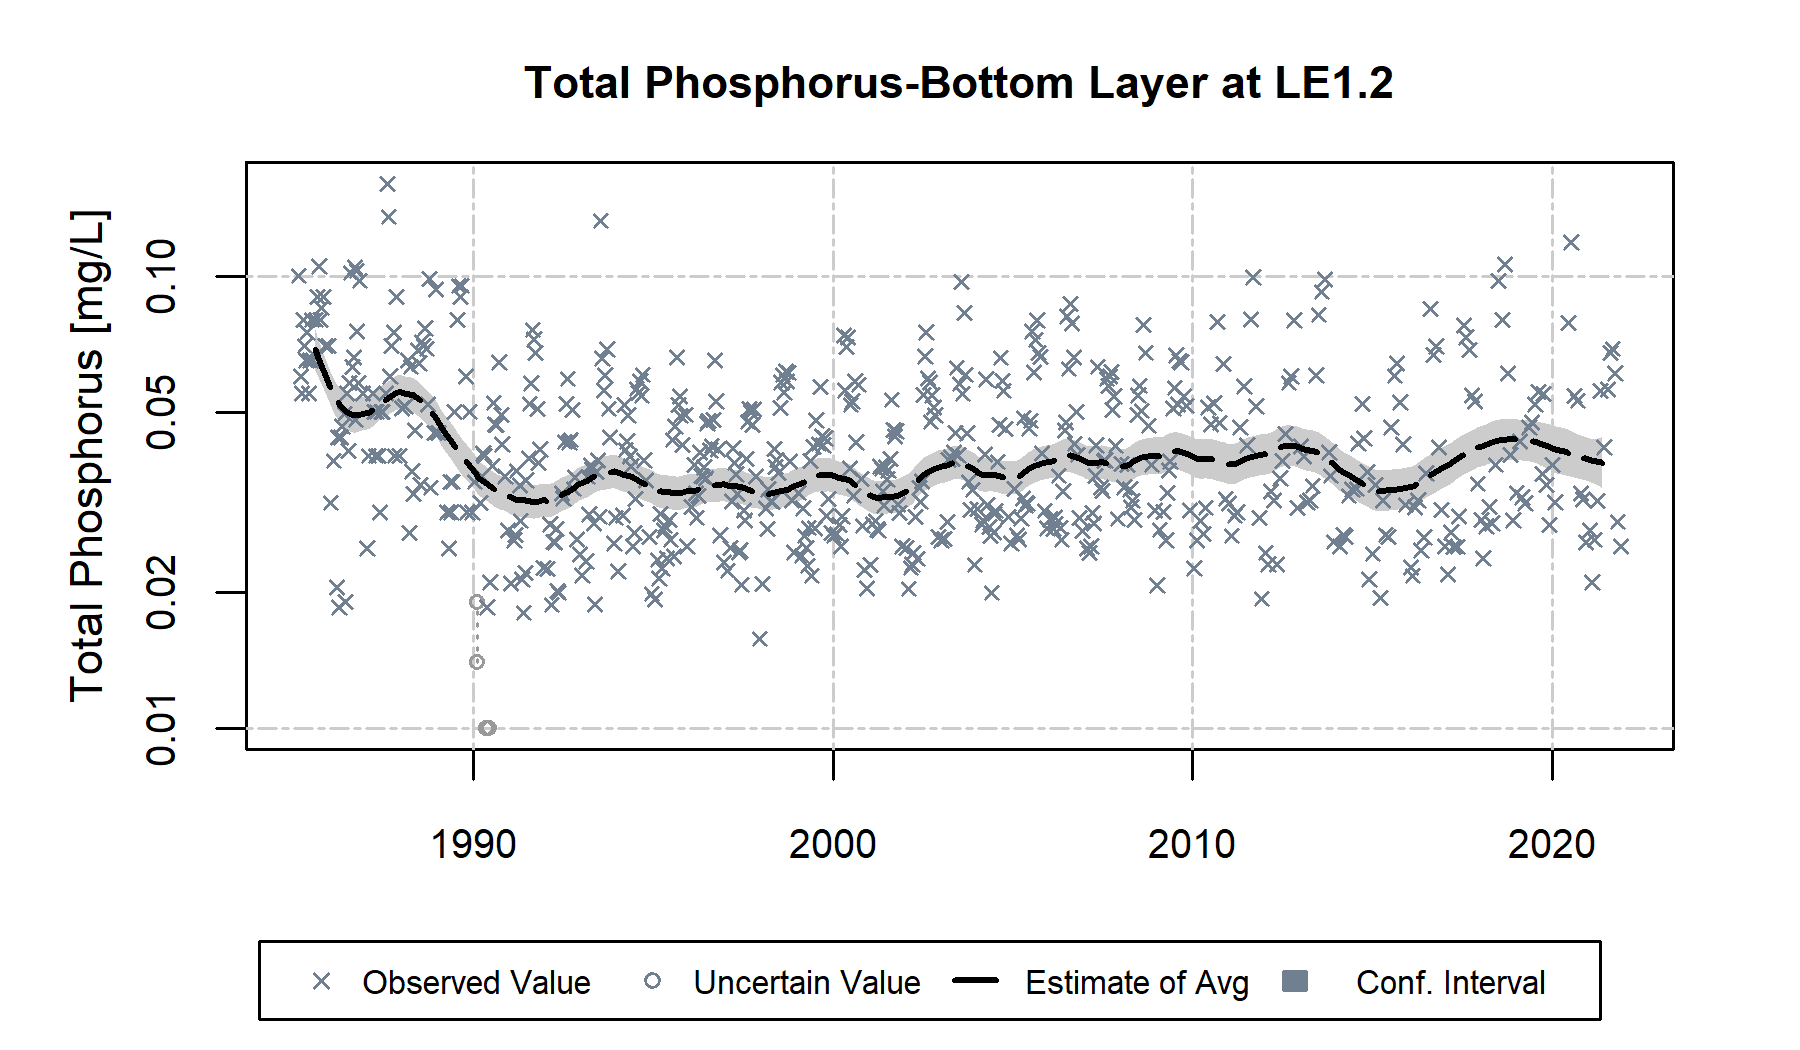 Total Phosphorus-Bottom Layer at LE1.2
Total Phosphorus [mg/L]
0.10
0.05
0.02
0.01
1990 2000 2010 2020
Observed Value Uncertain Value Estimate of Avg Conf. Interval